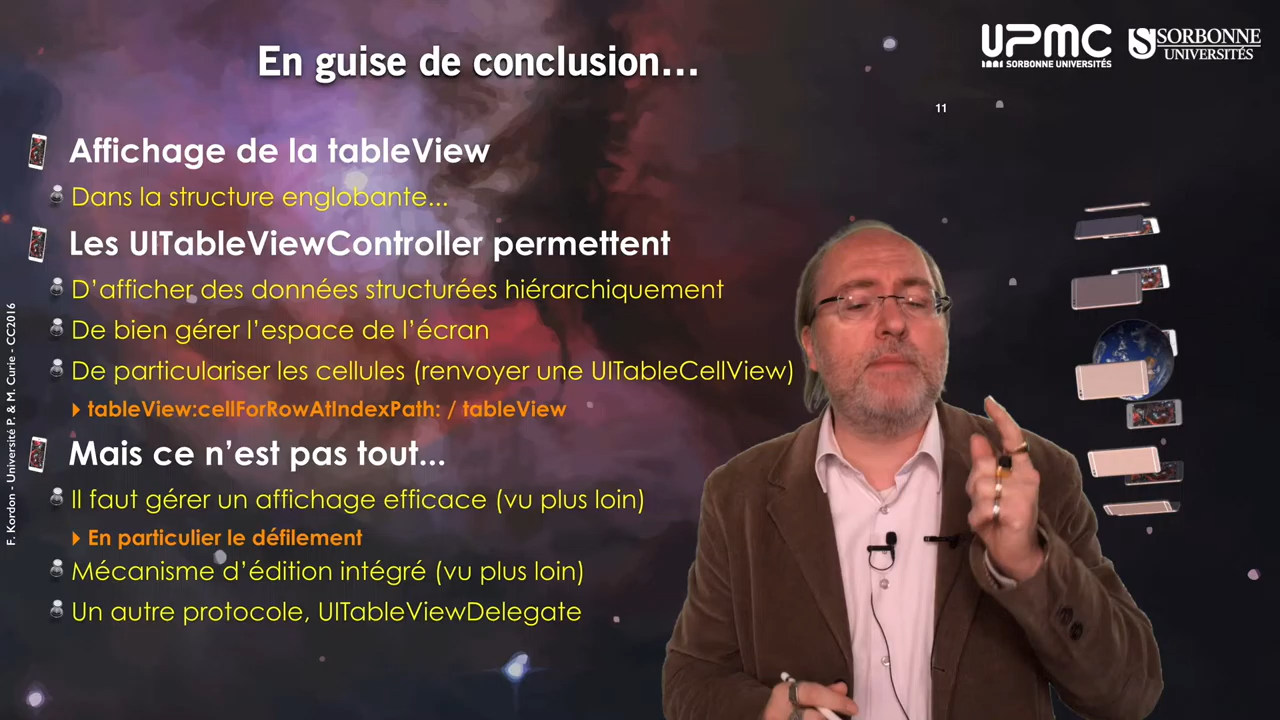 En guise de conclusion...
UPMC
SORBONNE UNIVERSITÉS
SORBONNE
UNIVERSITÉS
11
Affichage de la tableView
Dans la structure englobante...
Les UITableViewController permettent
D'afficher des données structurées hiérarchiquement
De bien gérer l'espace de l'écran
De particulariser les cellules (renvoyer une UITableCellView)
tableView:cellForRowAtIndexPath: / tableView
Mais ce n'est pas tout...
Il faut gérer un affichage efficace (vu plus loin)
En particulier le défilement
Mécanisme d'édition intégré (vu plus loin)
Un autre protocole, UITableViewDelegate
F. Kordon - Université P. & M. Curie - CC2016